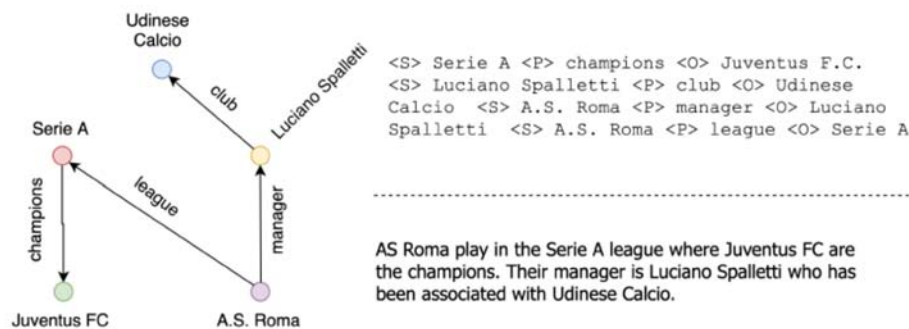 Udinese
Calcio
club
Luciano Spalletti
Serie A
league
champions
manager
Juventus FC
A.S. Roma
<S> Serie A <P> champions <O> Juventus F.C.
<S> Luciano Spalletti <P> club <O> Udinese
Calcio <S> A.S. Roma <P> manager <O> Luciano
Spalletti <S> A.S. Roma <P> league <O> Serie A
AS Roma play in the Serie A league where Juventus FC are
the champions. Their manager is Luciano Spalletti who has
been associated with Udinese Calcio.